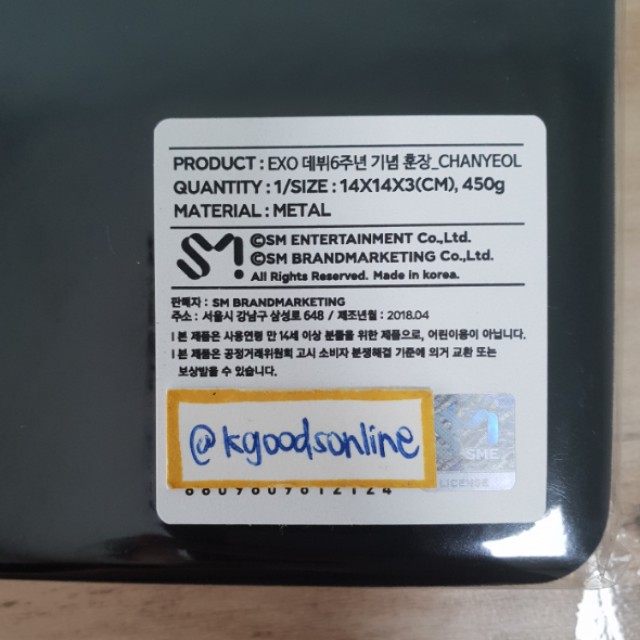 PRODUCT : EXO 데뷔6주년 기념 훈장_CHANYEOL
QUANTITY : 1/SIZE : 14X14X3(CM), 450g
MATERIAL : METAL
SM
©SM ENTERTAINMENT Co.,Ltd.
©SM BRANDMARKETING Co.,Ltd.
All Rights Reserved. Made in korea.
판매자 : SM BRANDMARKETING
주소 : 서울시 강남구 삼성로 648 / 제조년월 : 2018.04
| 본 제품은 사용연령 만 14세 이상 분들을 위한 제품으로, 어린이용이 아닙니다.
| 본 제품은 공정거래위원회 고시 소비자 분쟁해결 기준에 의거 교환 또는
보상받을 수 있습니다.
@kgoodsonline
SME
LICENSE